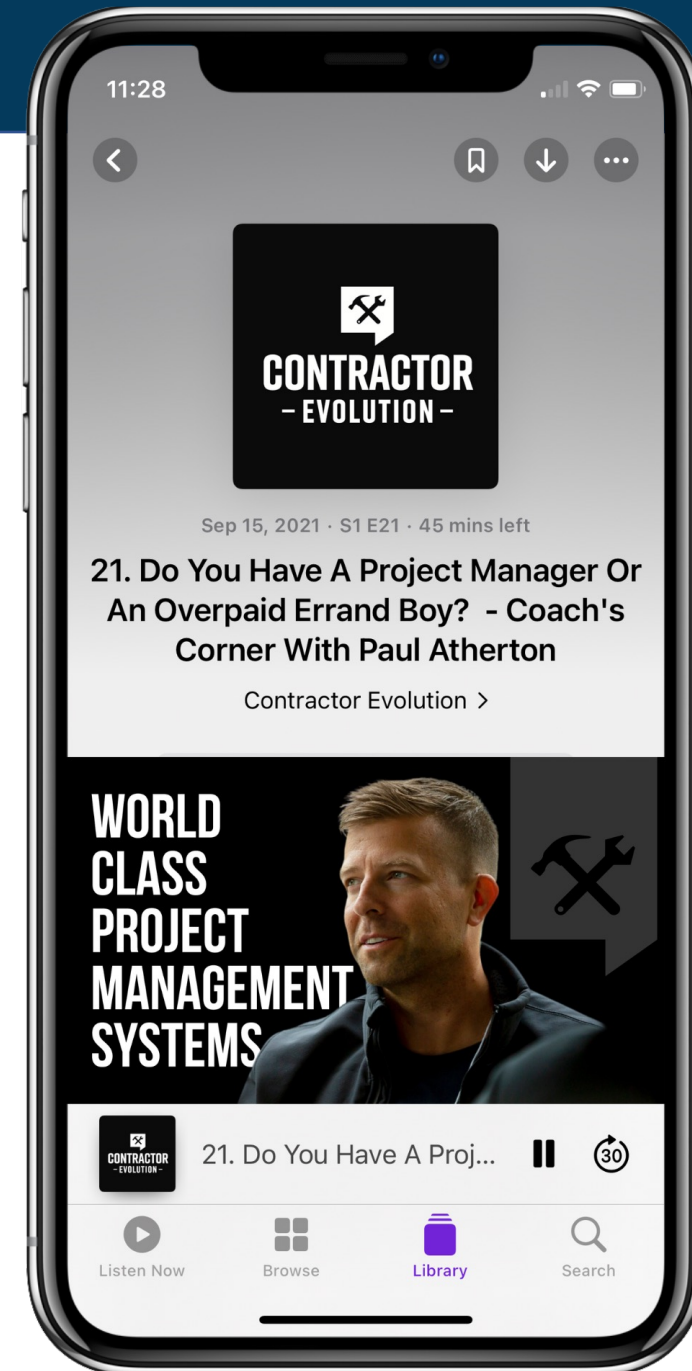 11:28
CONTRACTOR
– EVOLUTION –
Sep 15, 2021 · S1 E21 · 45 mins left
21. Do You Have A Project Manager Or
An Overpaid Errand Boy?  - Coach's
Corner With Paul Atherton
Contractor Evolution >
WORLD
CLASS
PROJECT
MANAGEMENT
SYSTEMS
CONTRACTOR
– EVOLUTION –
21. Do You Have A Proj...
30
Listen Now
Browse
Library
Search